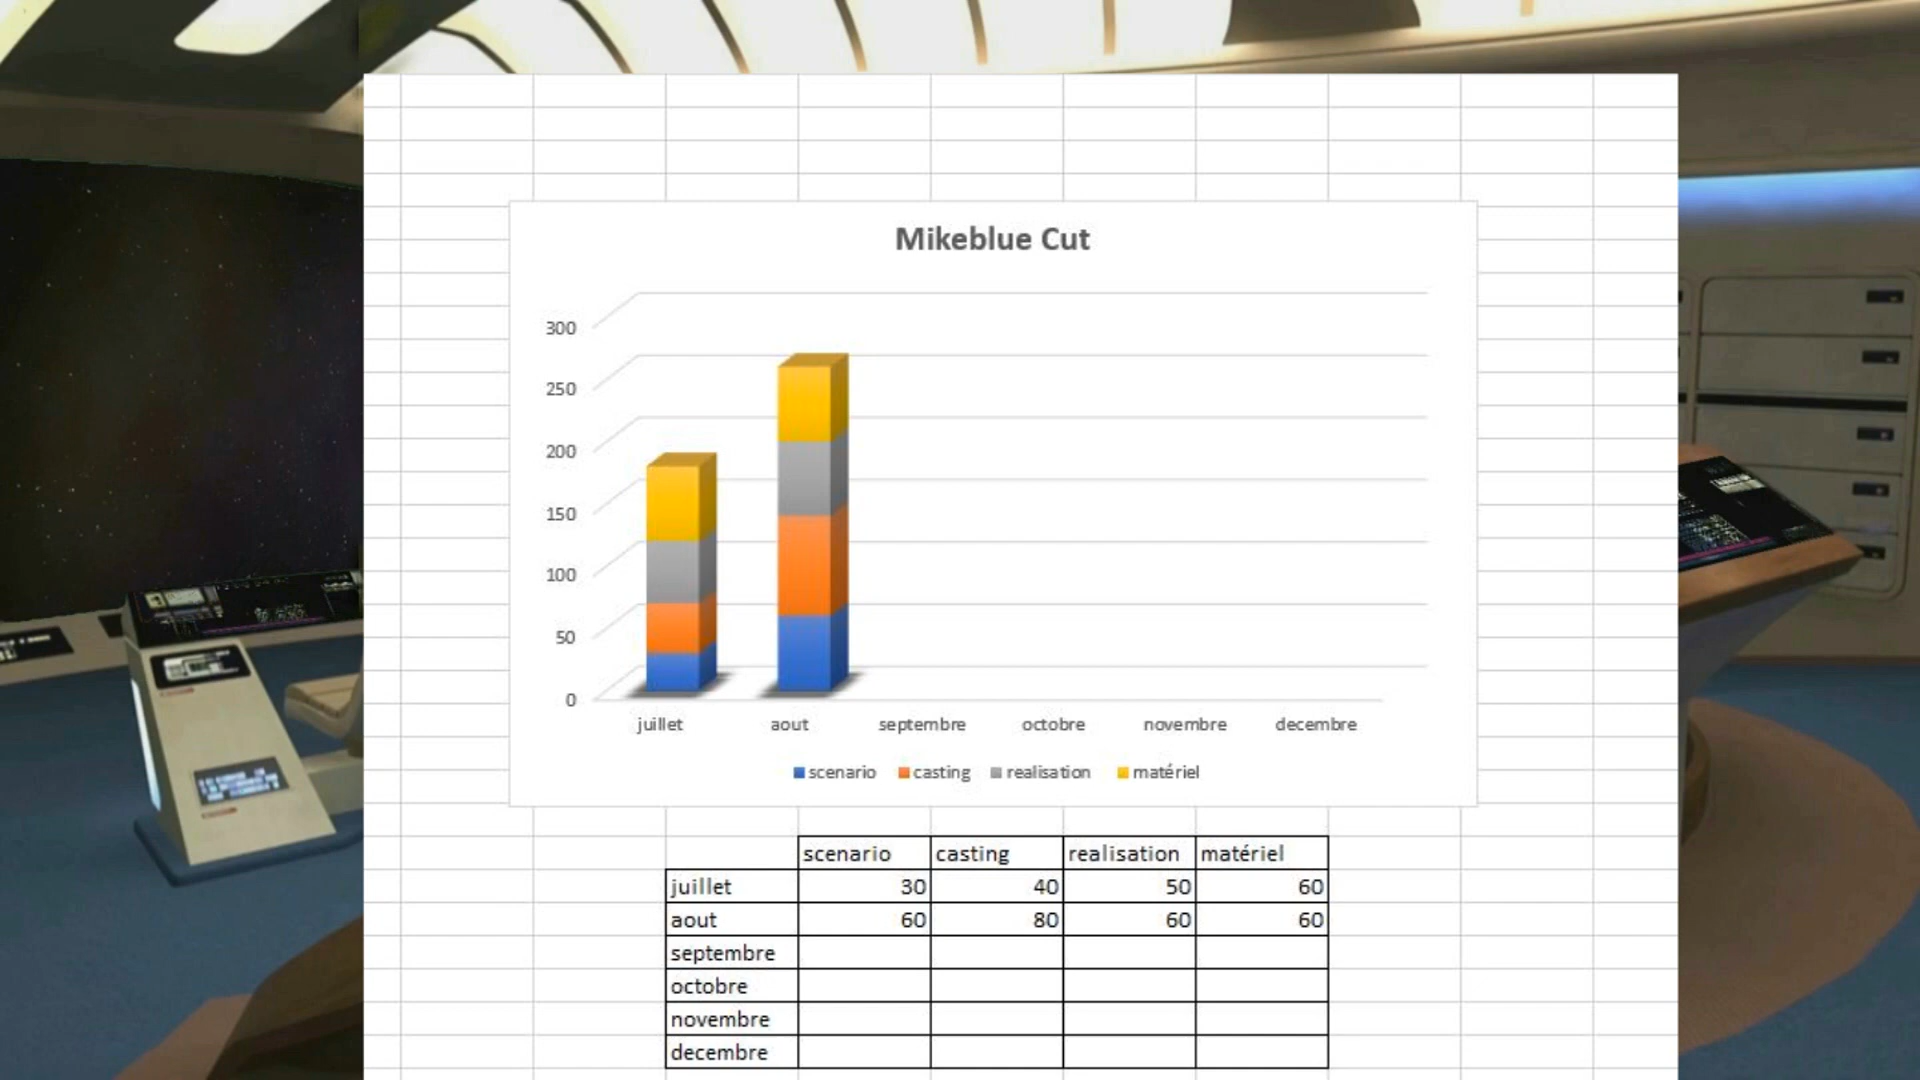 Mikeblue Cut
300
250
200
150
100
50
0
juillet aout septembre octobre novembre decembre
scenario casting realisation matériel
scenario casting realisation matériel
juillet 30 40 50 60
aout 60 80 60 60
septembre
octobre
novembre
decembre